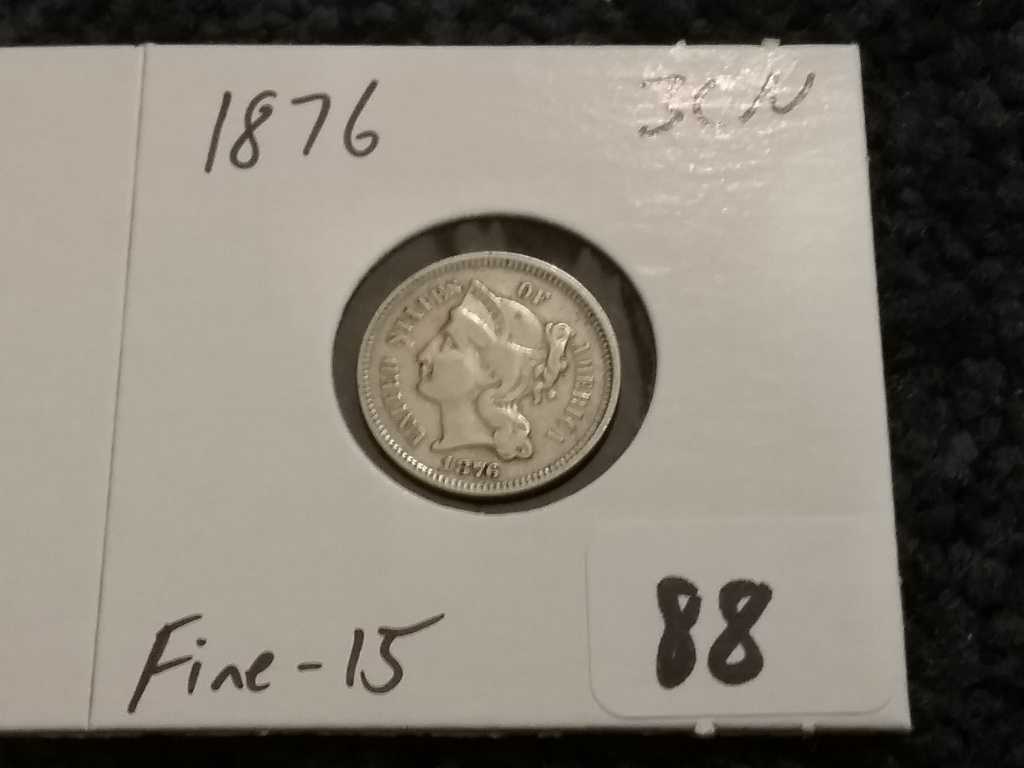 1876 3CN
UNITED STATES OF AMERICA
1876
Fine-15
88